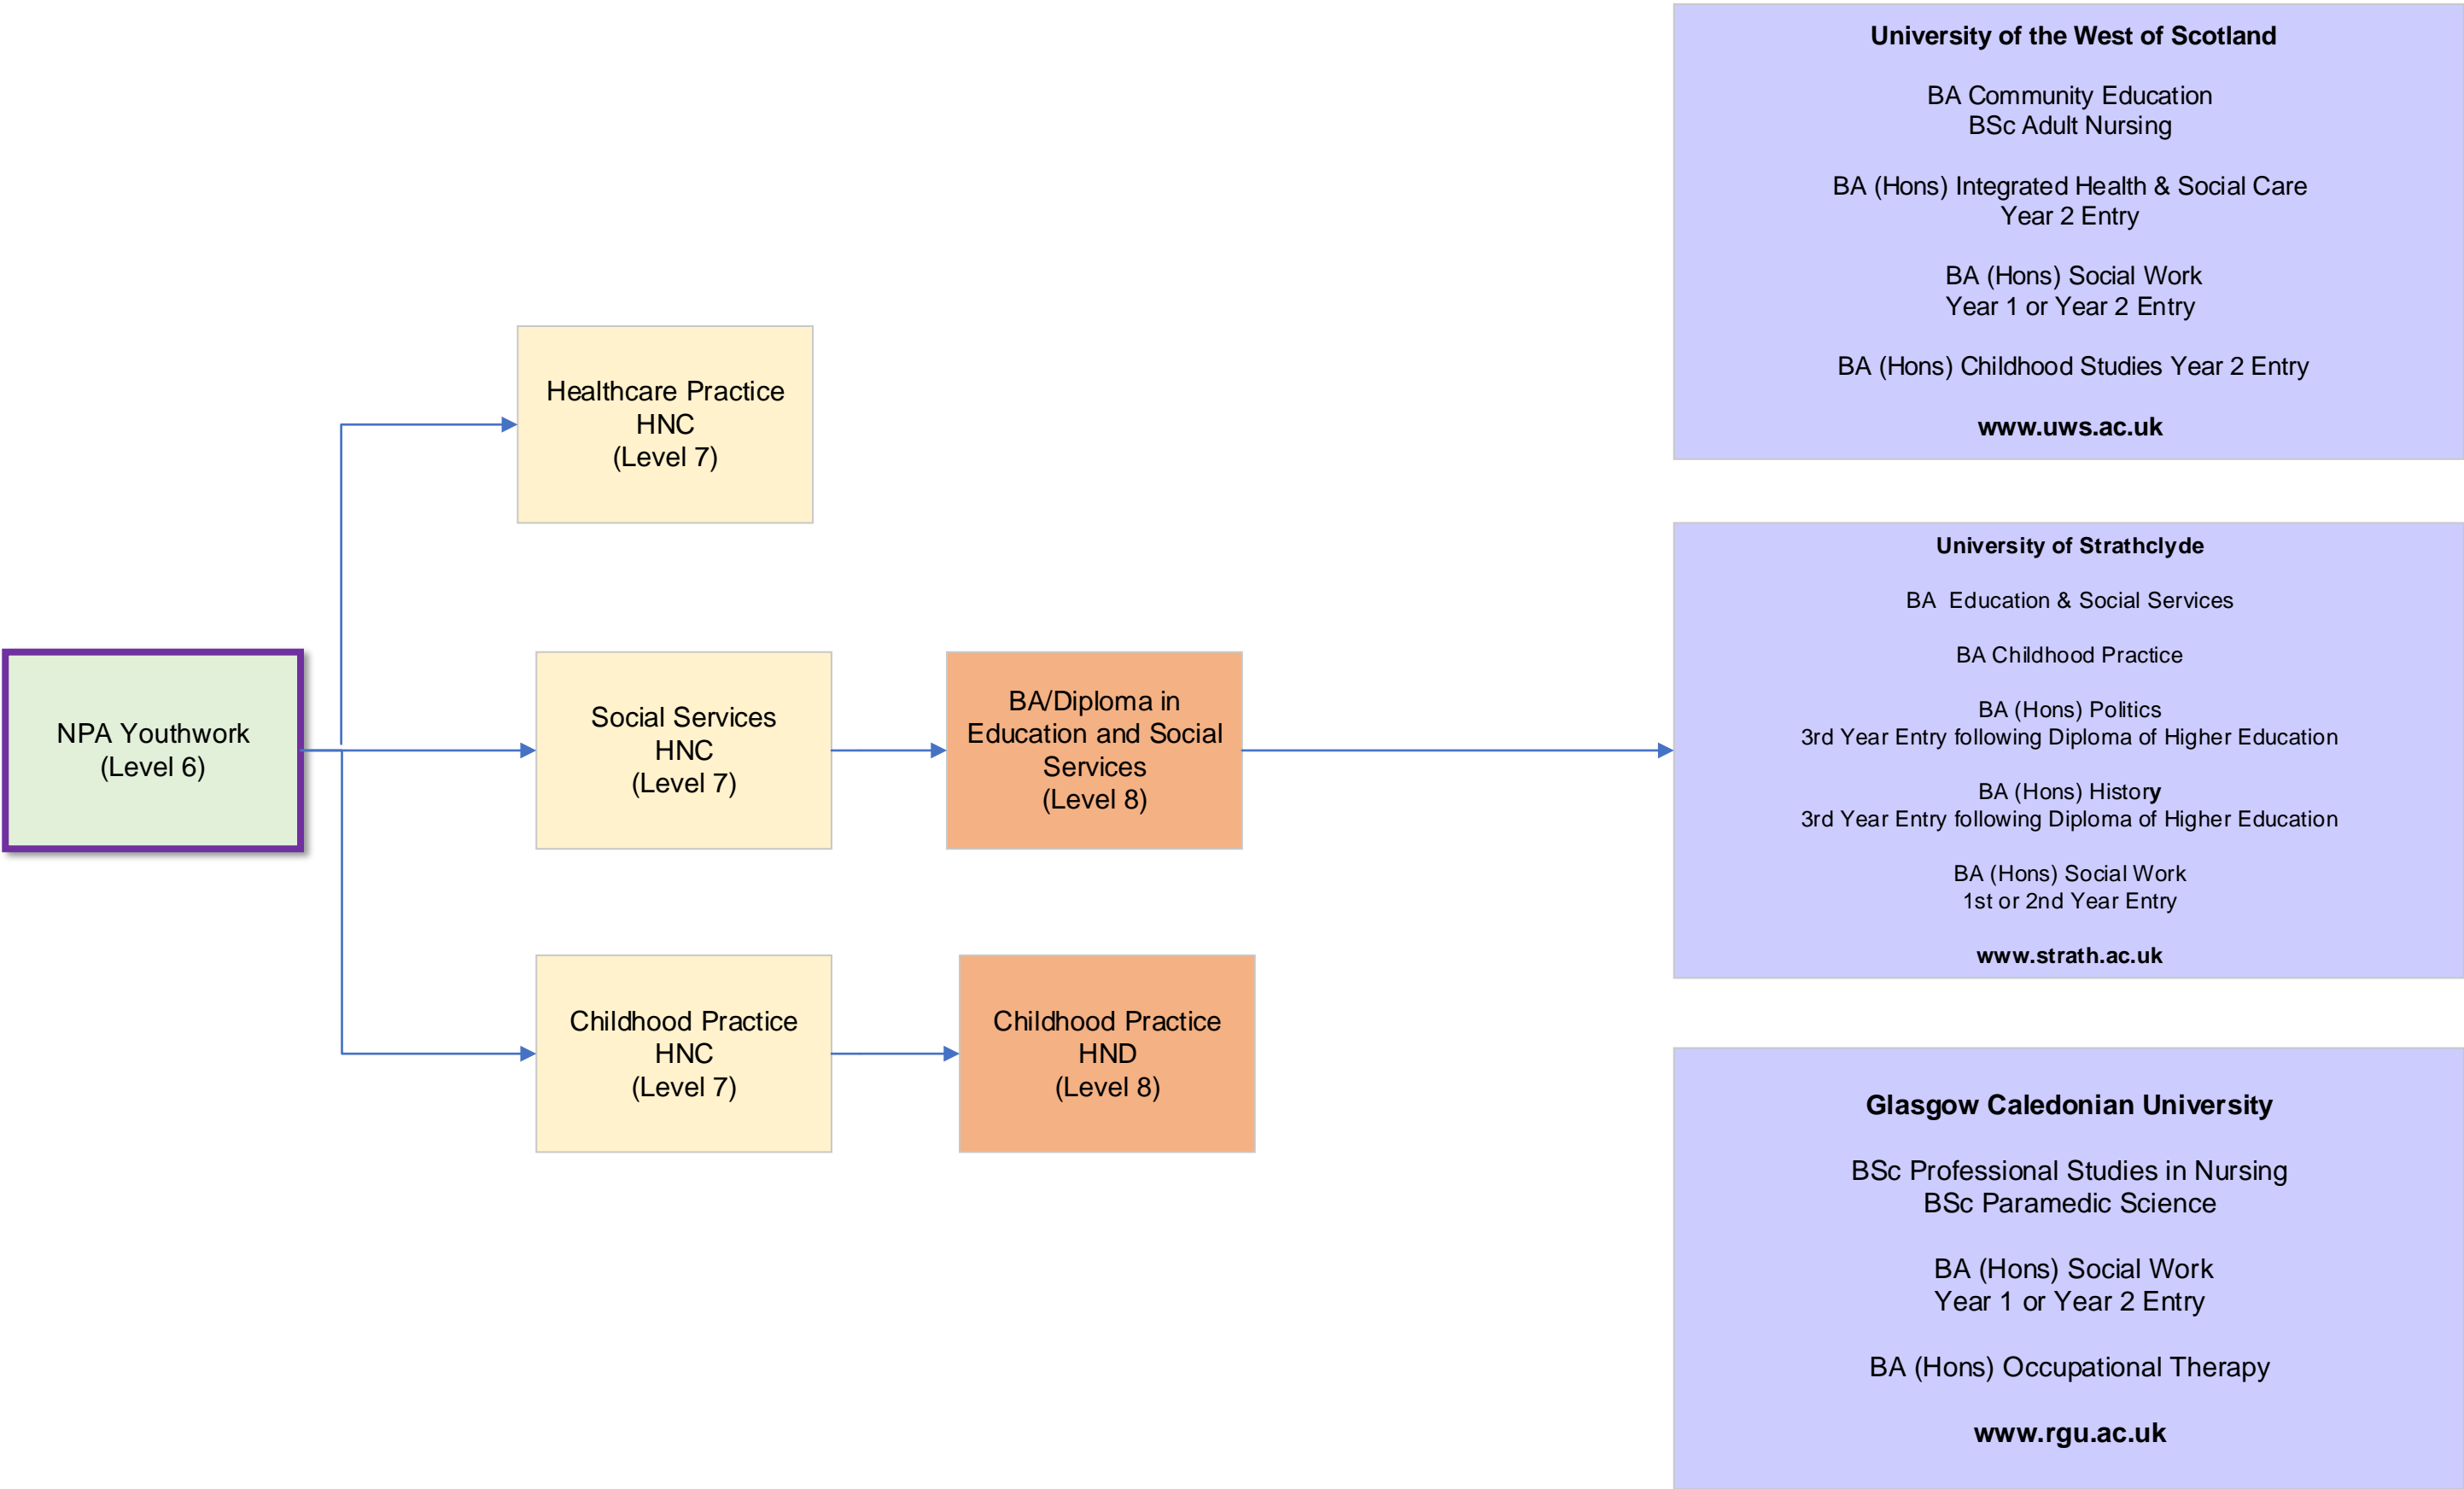 NPA Youthwork
(Level 6)
Healthcare Practice
HNC
(Level 7)
Social Services
HNC
(Level 7)
Childhood Practice
HNC
(Level 7)
BA/Diploma in
Education and Social
Services
(Level 8)
Childhood Practice
HND
(Level 8)
University of the West of Scotland
BA Community Education
BSc Adult Nursing
BA (Hons) Integrated Health & Social Care
Year 2 Entry
BA (Hons) Social Work
Year 1 or Year 2 Entry
BA (Hons) Childhood Studies Year 2 Entry
www.uws.ac.uk
University of Strathclyde
BA Education & Social Services
BA Childhood Practice
BA (Hons) Politics
3rd Year Entry following Diploma of Higher Education
BA (Hons) History
3rd Year Entry following Diploma of Higher Education
BA (Hons) Social Work
1st or 2nd Year Entry
www.strath.ac.uk
Glasgow Caledonian University
BSc Professional Studies in Nursing
BSc Paramedic Science
BA (Hons) Social Work
Year 1 or Year 2 Entry
BA (Hons) Occupational Therapy
www.rgu.ac.uk